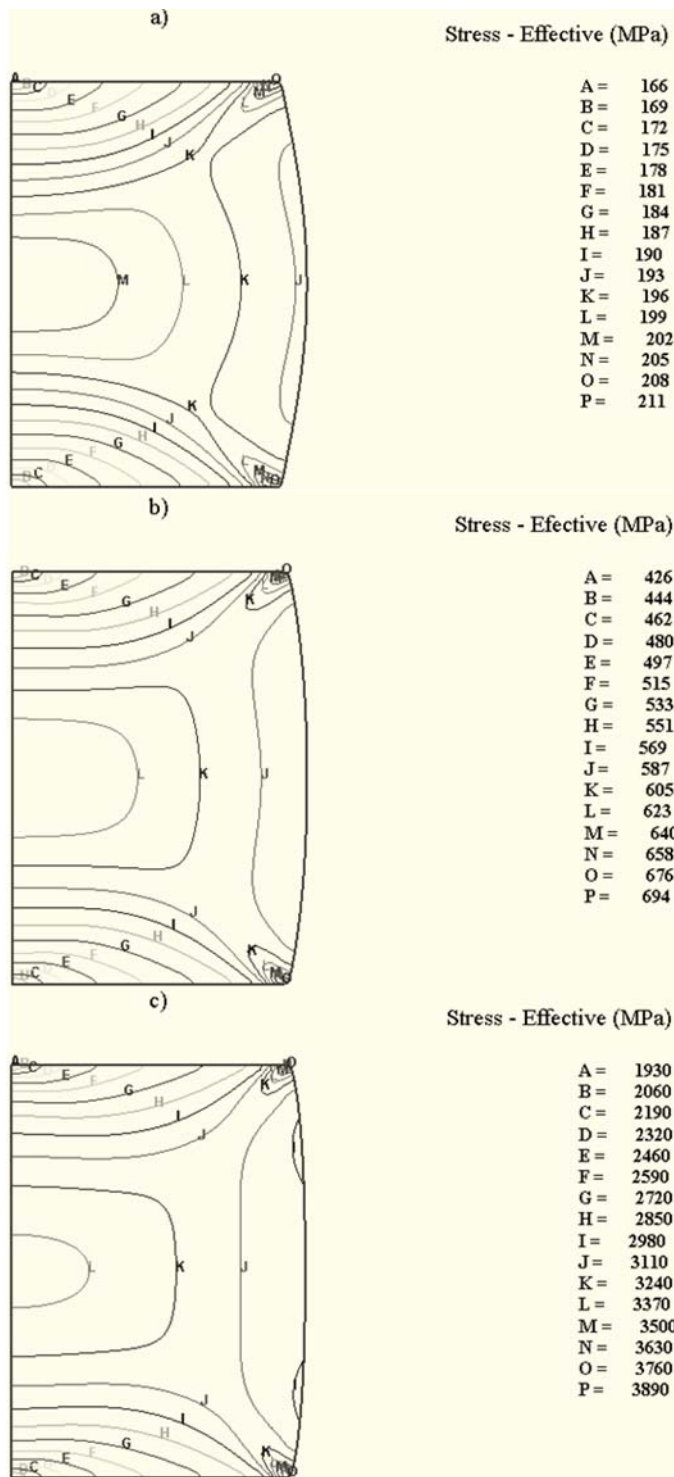 a)
Stress - Effective (MPa)
A = 166
B = 169
C = 172
D = 175
E = 178
F = 181
G = 184
H = 187
I = 190
J = 193
K = 196
L = 199
M = 202
N = 205
O = 208
P = 211
A B C D E F G H I J K L M O
M L K J
K J I H G F E D C
L M N O
b)
Stress - Efective (MPa)
A = 426
B = 444
C = 462
D = 480
E = 497
F = 515
G = 533
H = 551
I = 569
J = 587
K = 605
L = 623
M = 640
N = 658
O = 676
P = 694
B C D E F G H I J K L M O
L K J
J I H G F E D C
K L M O
c)
Stress - Effective (MPa)
A = 1930
B = 2060
C = 2190
D = 2320
E = 2460
F = 2590
G = 2720
H = 2850
I = 2980
J = 3110
K = 3240
L = 3370
M = 3500
N = 3630
O = 3760
P = 3890
A B C D E F G H I J K M O
I
L K J
I
J I H G F E D C
K L M O